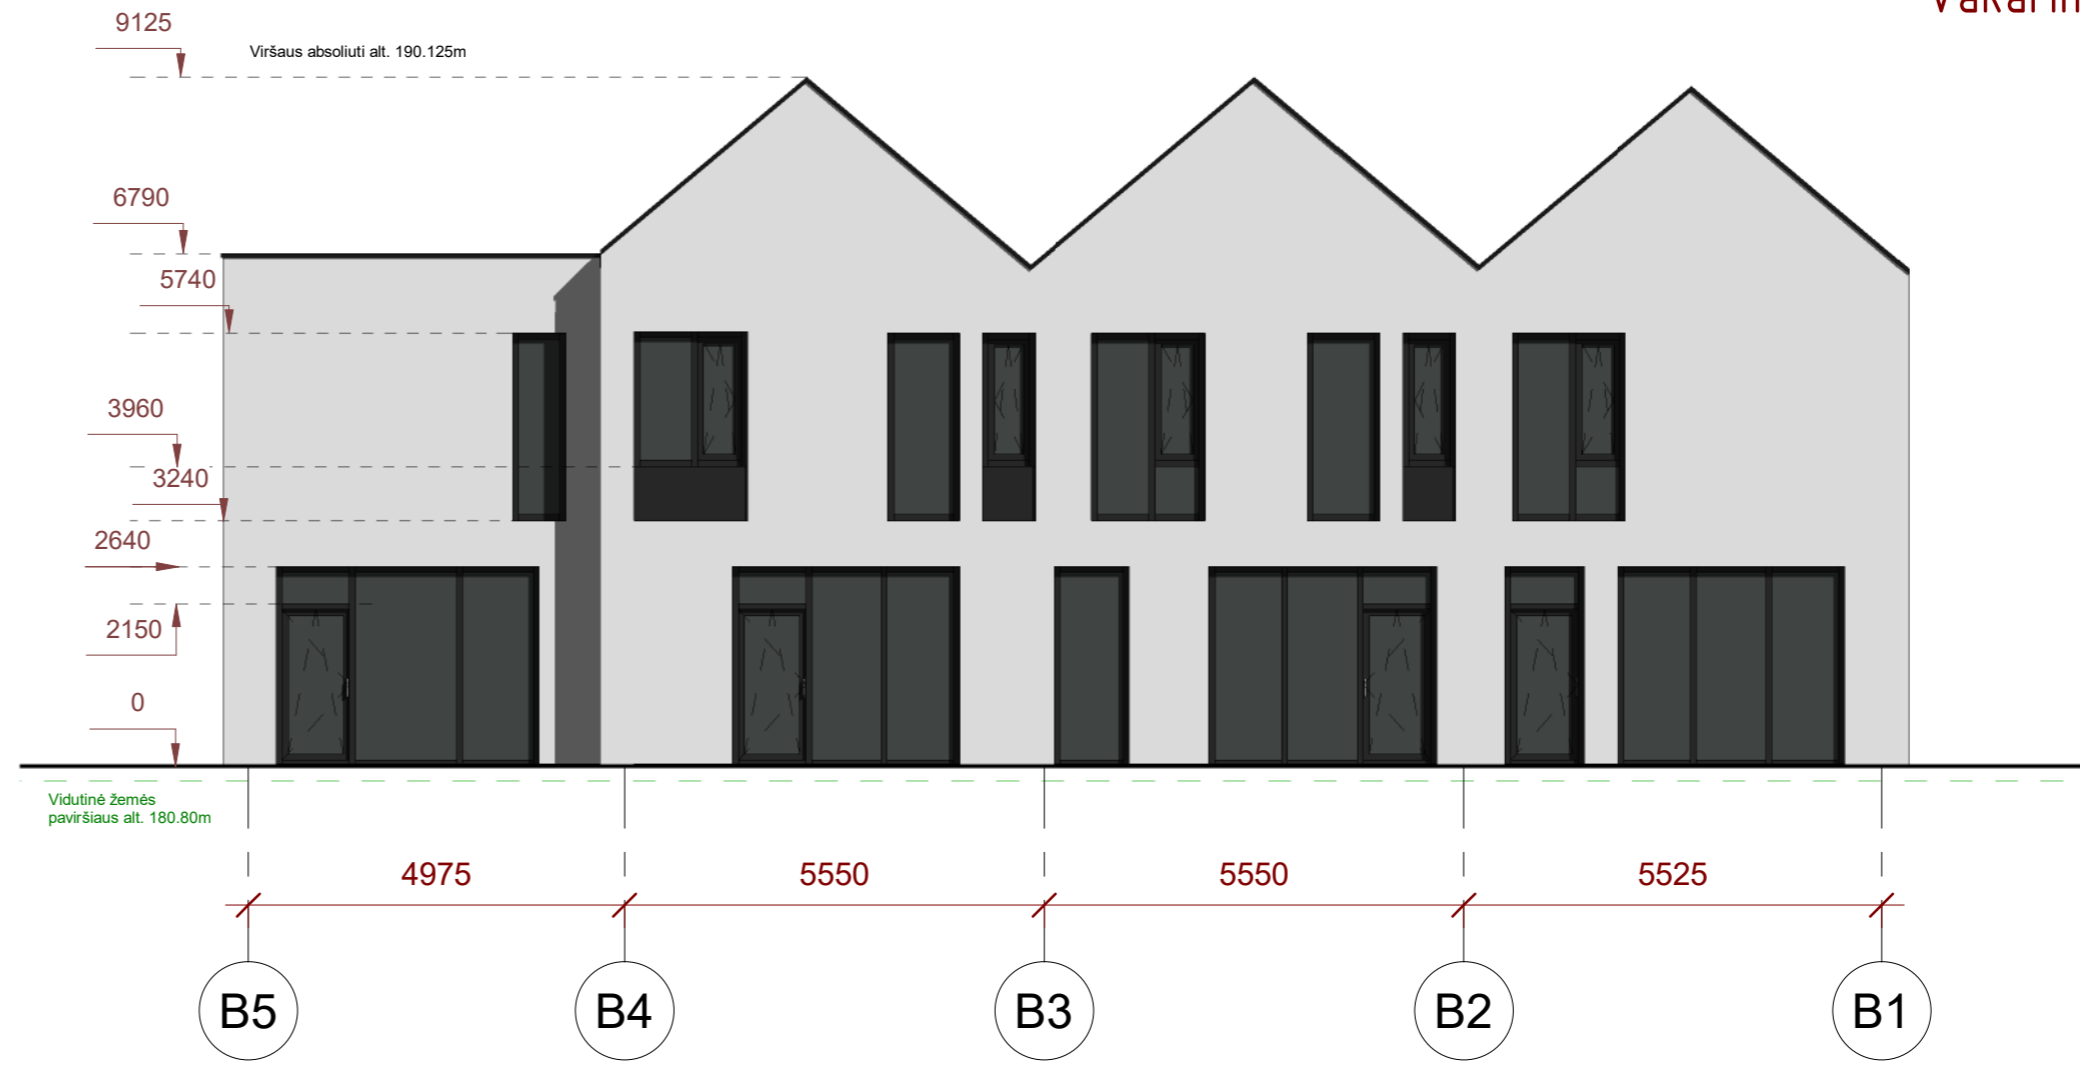 9125
Viršaus absoliuti alt. 190.125m
6790
5740
3960
3240
2640
2150
0
Vidutinė žemės
paviršiaus alt. 180.80m
4975 5550 5550 5525
B5 B4 B3 B2 B1